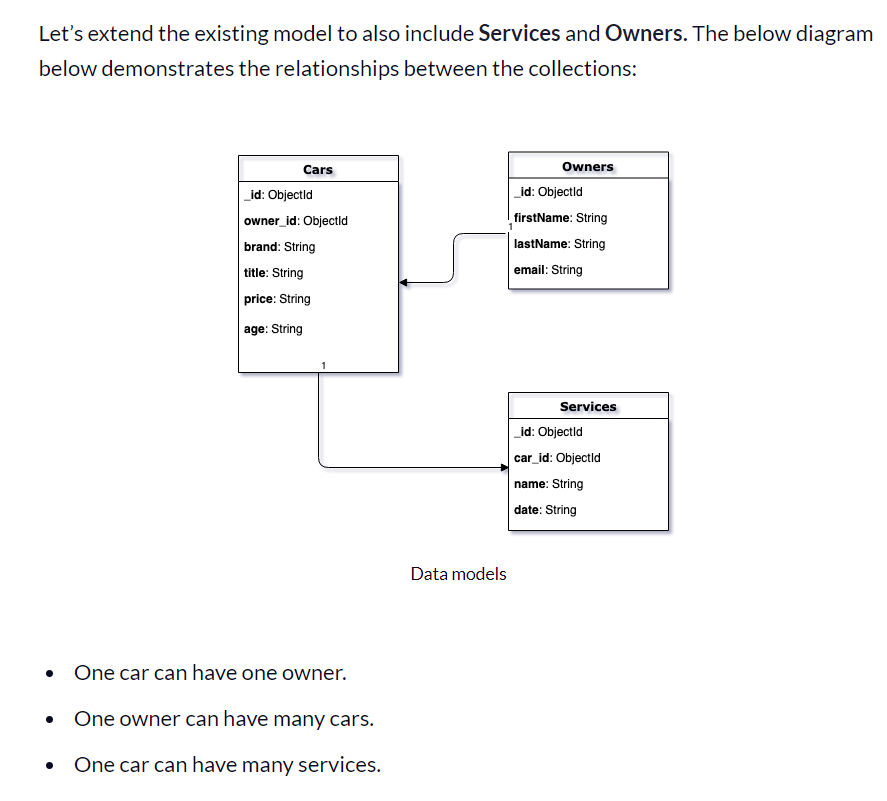 Let’s extend the existing model to also include Services and Owners. The below diagram
below demonstrates the relationships between the collections:
Cars
_id: ObjectId
owner_id: ObjectId
brand: String
title: String
price: String
age: String
1
Owners
_id: ObjectId
firstName: String
1
lastName: String
email: String
Services
_id: ObjectId
car_id: ObjectId
name: String
date: String
Data models
• One car can have one owner.
• One owner can have many cars.
• One car can have many services.